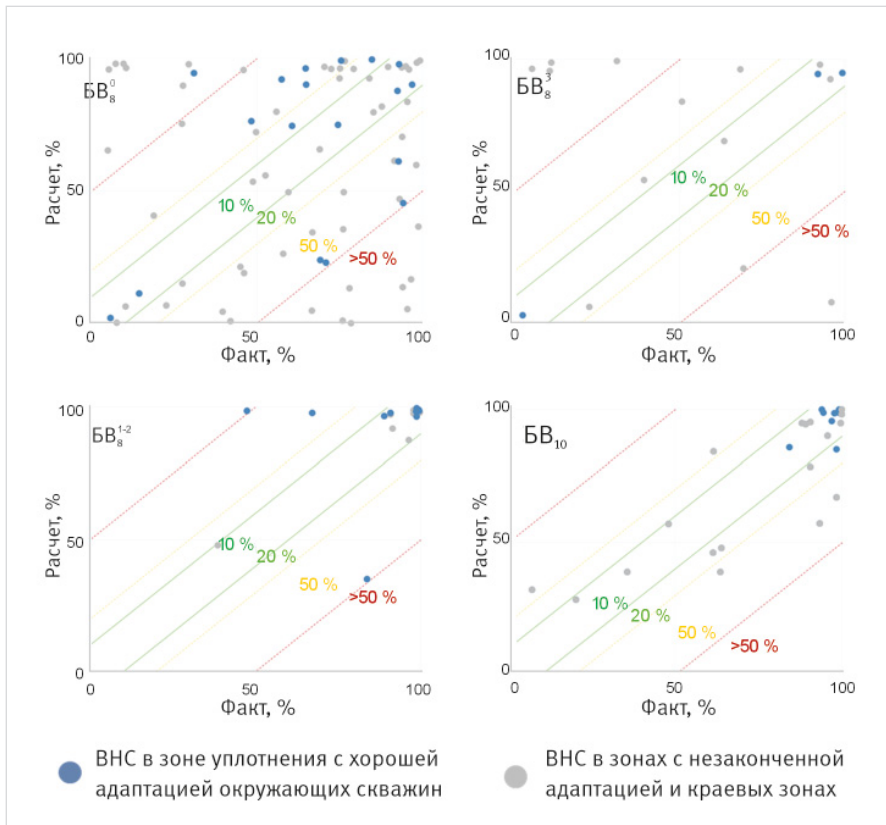 100
БВ₈⁰
Расчет, %
50
10 %
20 %
50 %
>50 %
0
0
50
100
Факт, %
100
БВ₈³
Расчет, %
50
10 %
20 %
50 %
>50 %
0
0
50
100
Факт, %
100
БВ₈¹⁻²
Расчет, %
50
10 %
20 %
50 %
>50 %
0
0
50
100
Факт, %
100
БВ₁₀
Расчет, %
50
10 %
20 %
50 %
>50 %
0
0
50
100
Факт, %
ВНС в зоне уплотнения с хорошей
адаптацией окружающих скважин
ВНС в зонах с незаконченной
адаптацией и краевых зонах